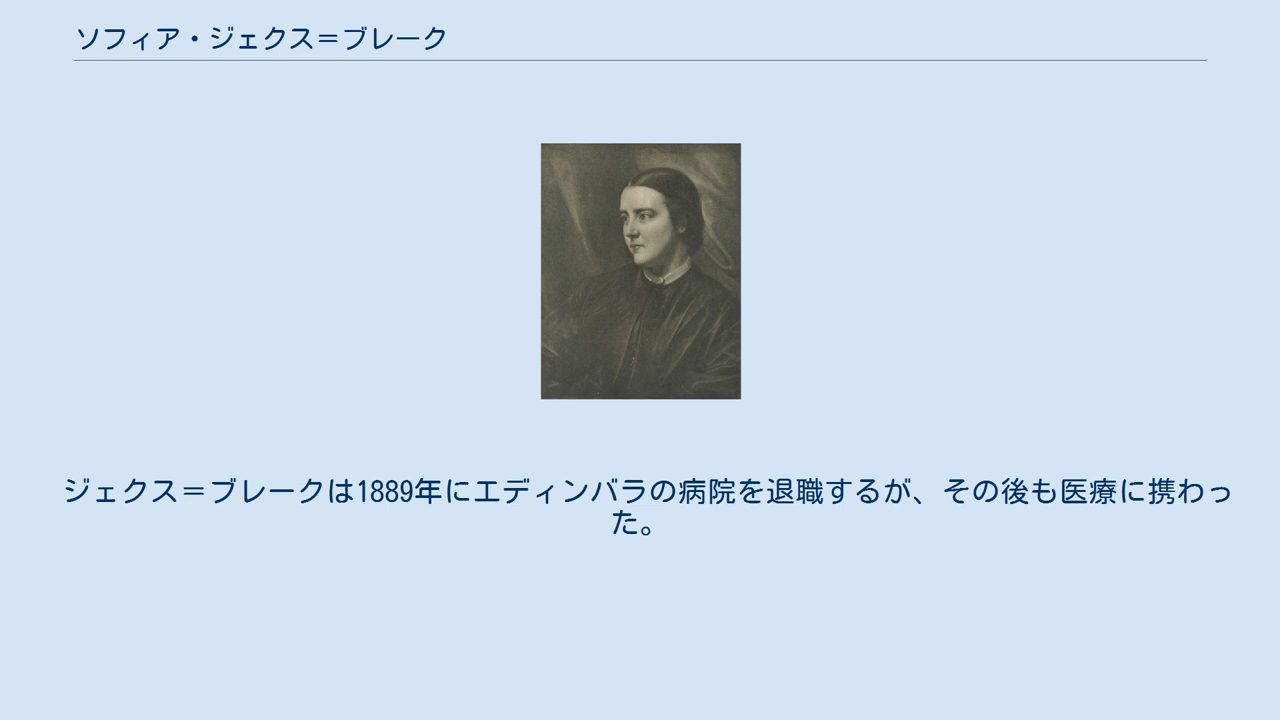 ソフィア・ジェクス＝ブレーク
ジェクス＝ブレークは1889年にエディンバラの病院を退職するが、その後も医療に携わっ
た。